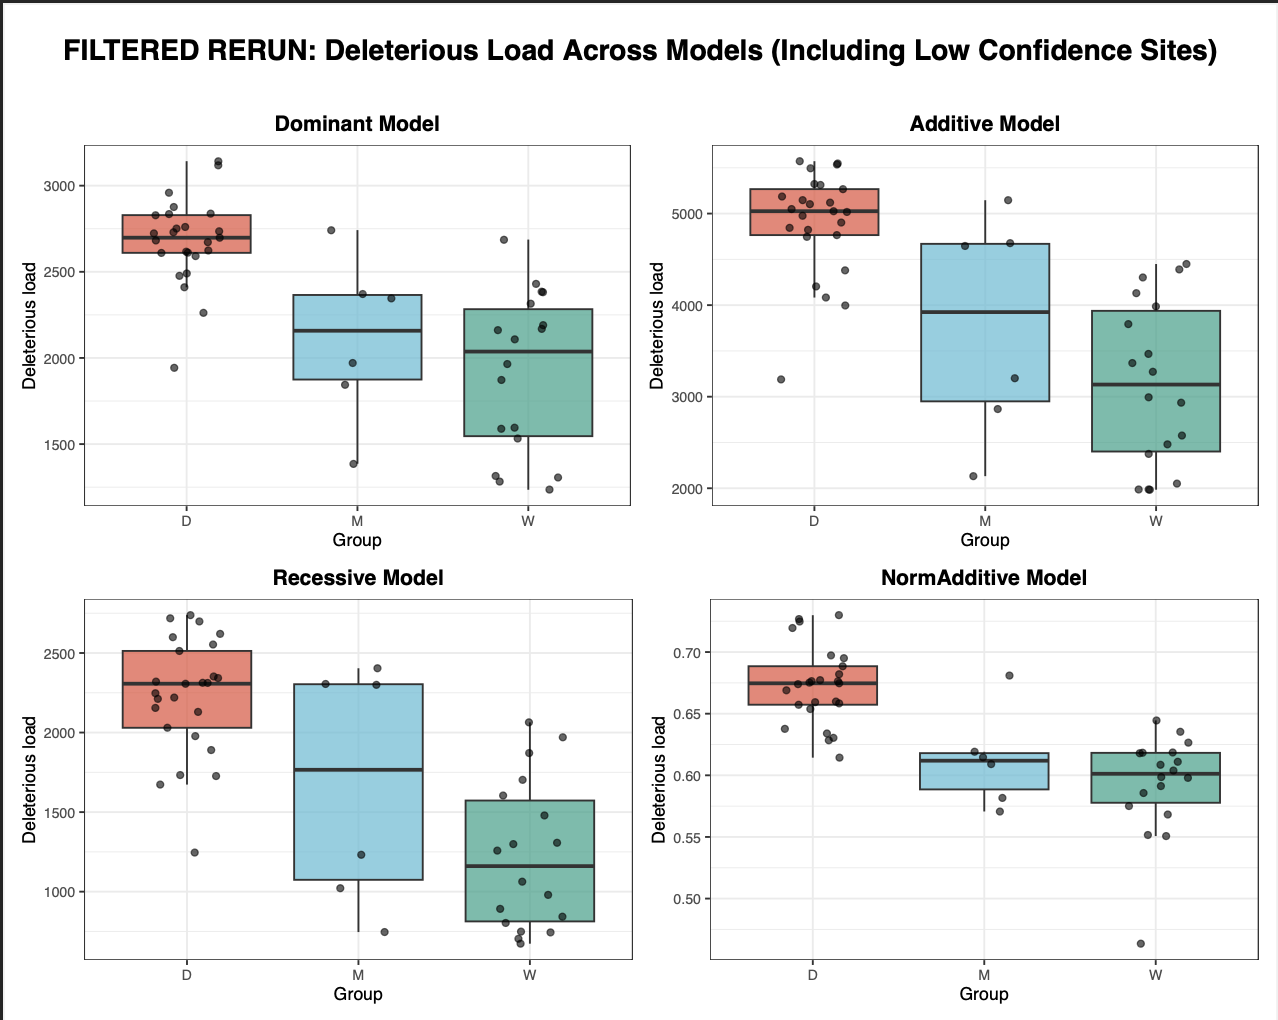 FILTERED RERUN: Deleterious Load Across Models (Including Low Confidence Sites)
Dominant Model
Deleterious load
3000
2500
2000
1500
D M W
Group
Additive Model
Deleterious load
5000
4000
3000
2000
D M W
Group
Recessive Model
Deleterious load
2500
2000
1500
1000
D M W
Group
NormAdditive Model
Deleterious load
0.70
0.65
0.60
0.55
0.50
D M W
Group